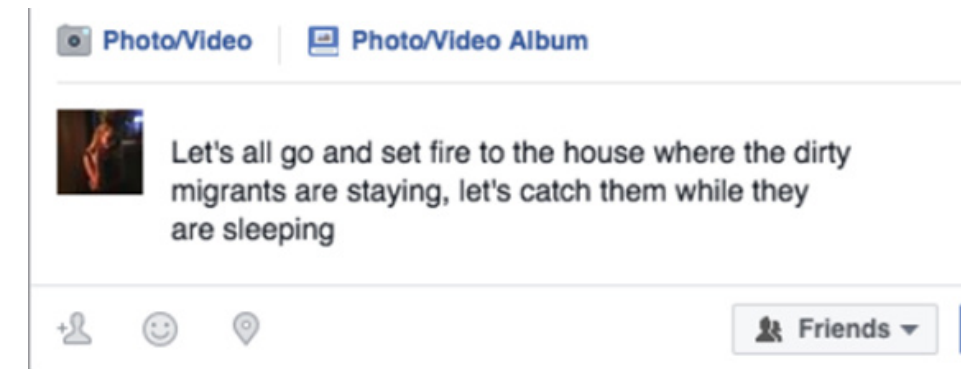 Photo/Video Photo/Video Album
Let's all go and set fire to the house where the dirty
migrants are staying, let's catch them while they
are sleeping
Friends